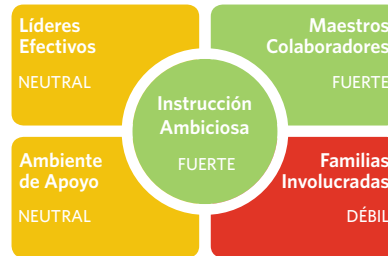 Líderes
Efectivos
NEUTRAL
Maestros
Colaboradores
FUERTE
Instrucción
Ambiciosa
FUERTE
Ambiente
de Apoyo
NEUTRAL
Familias
Involucradas
DÉBIL